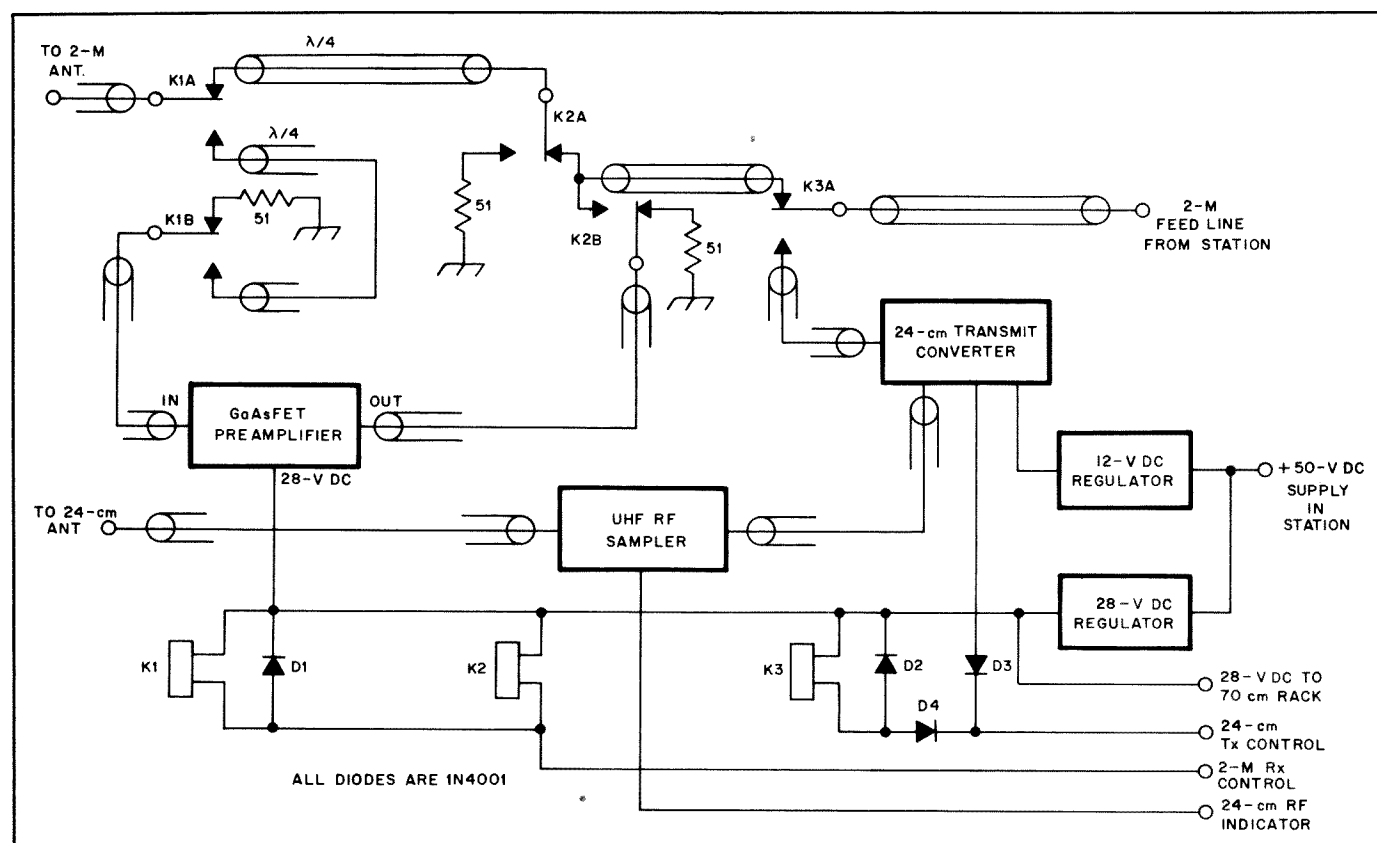 TO 2-M
ANT.
K1A
λ/4
K2A
λ/4
51
K1B
51
K2B
51
K3A
2-M
FEED LINE
FROM STATION
24-cm TRANSMIT
CONVERTER
IN
GaAsFET
PREAMPLIFIER
OUT
28-V DC
12-V DC
REGULATOR
+50-V DC
SUPPLY
IN
STATION
TO 24-cm
ANT
UHF RF
SAMPLER
28-V DC
REGULATOR
K1
D1
K2
K3
D2
D3
D4
28-V DC TO
70 cm RACK
24-cm
Tx CONTROL
2-M Rx
CONTROL
24-cm RF
INDICATOR
ALL DIODES ARE 1N4001